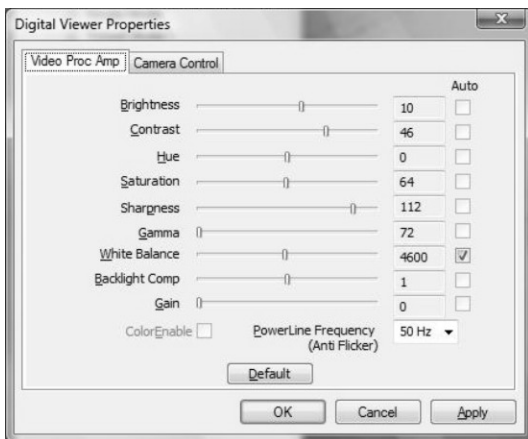 Digital Viewer Properties
Video Proc Amp Camera Control
Auto
Brightness 10
Contrast 46
Hue 0
Saturation 64
Sharpness 112
Gamma 72
White Balance 4600
Backlight Comp 1
Gain 0
ColorEnable PowerLine Frequency 50 Hz
(Anti Flicker)
Default
OK Cancel Apply